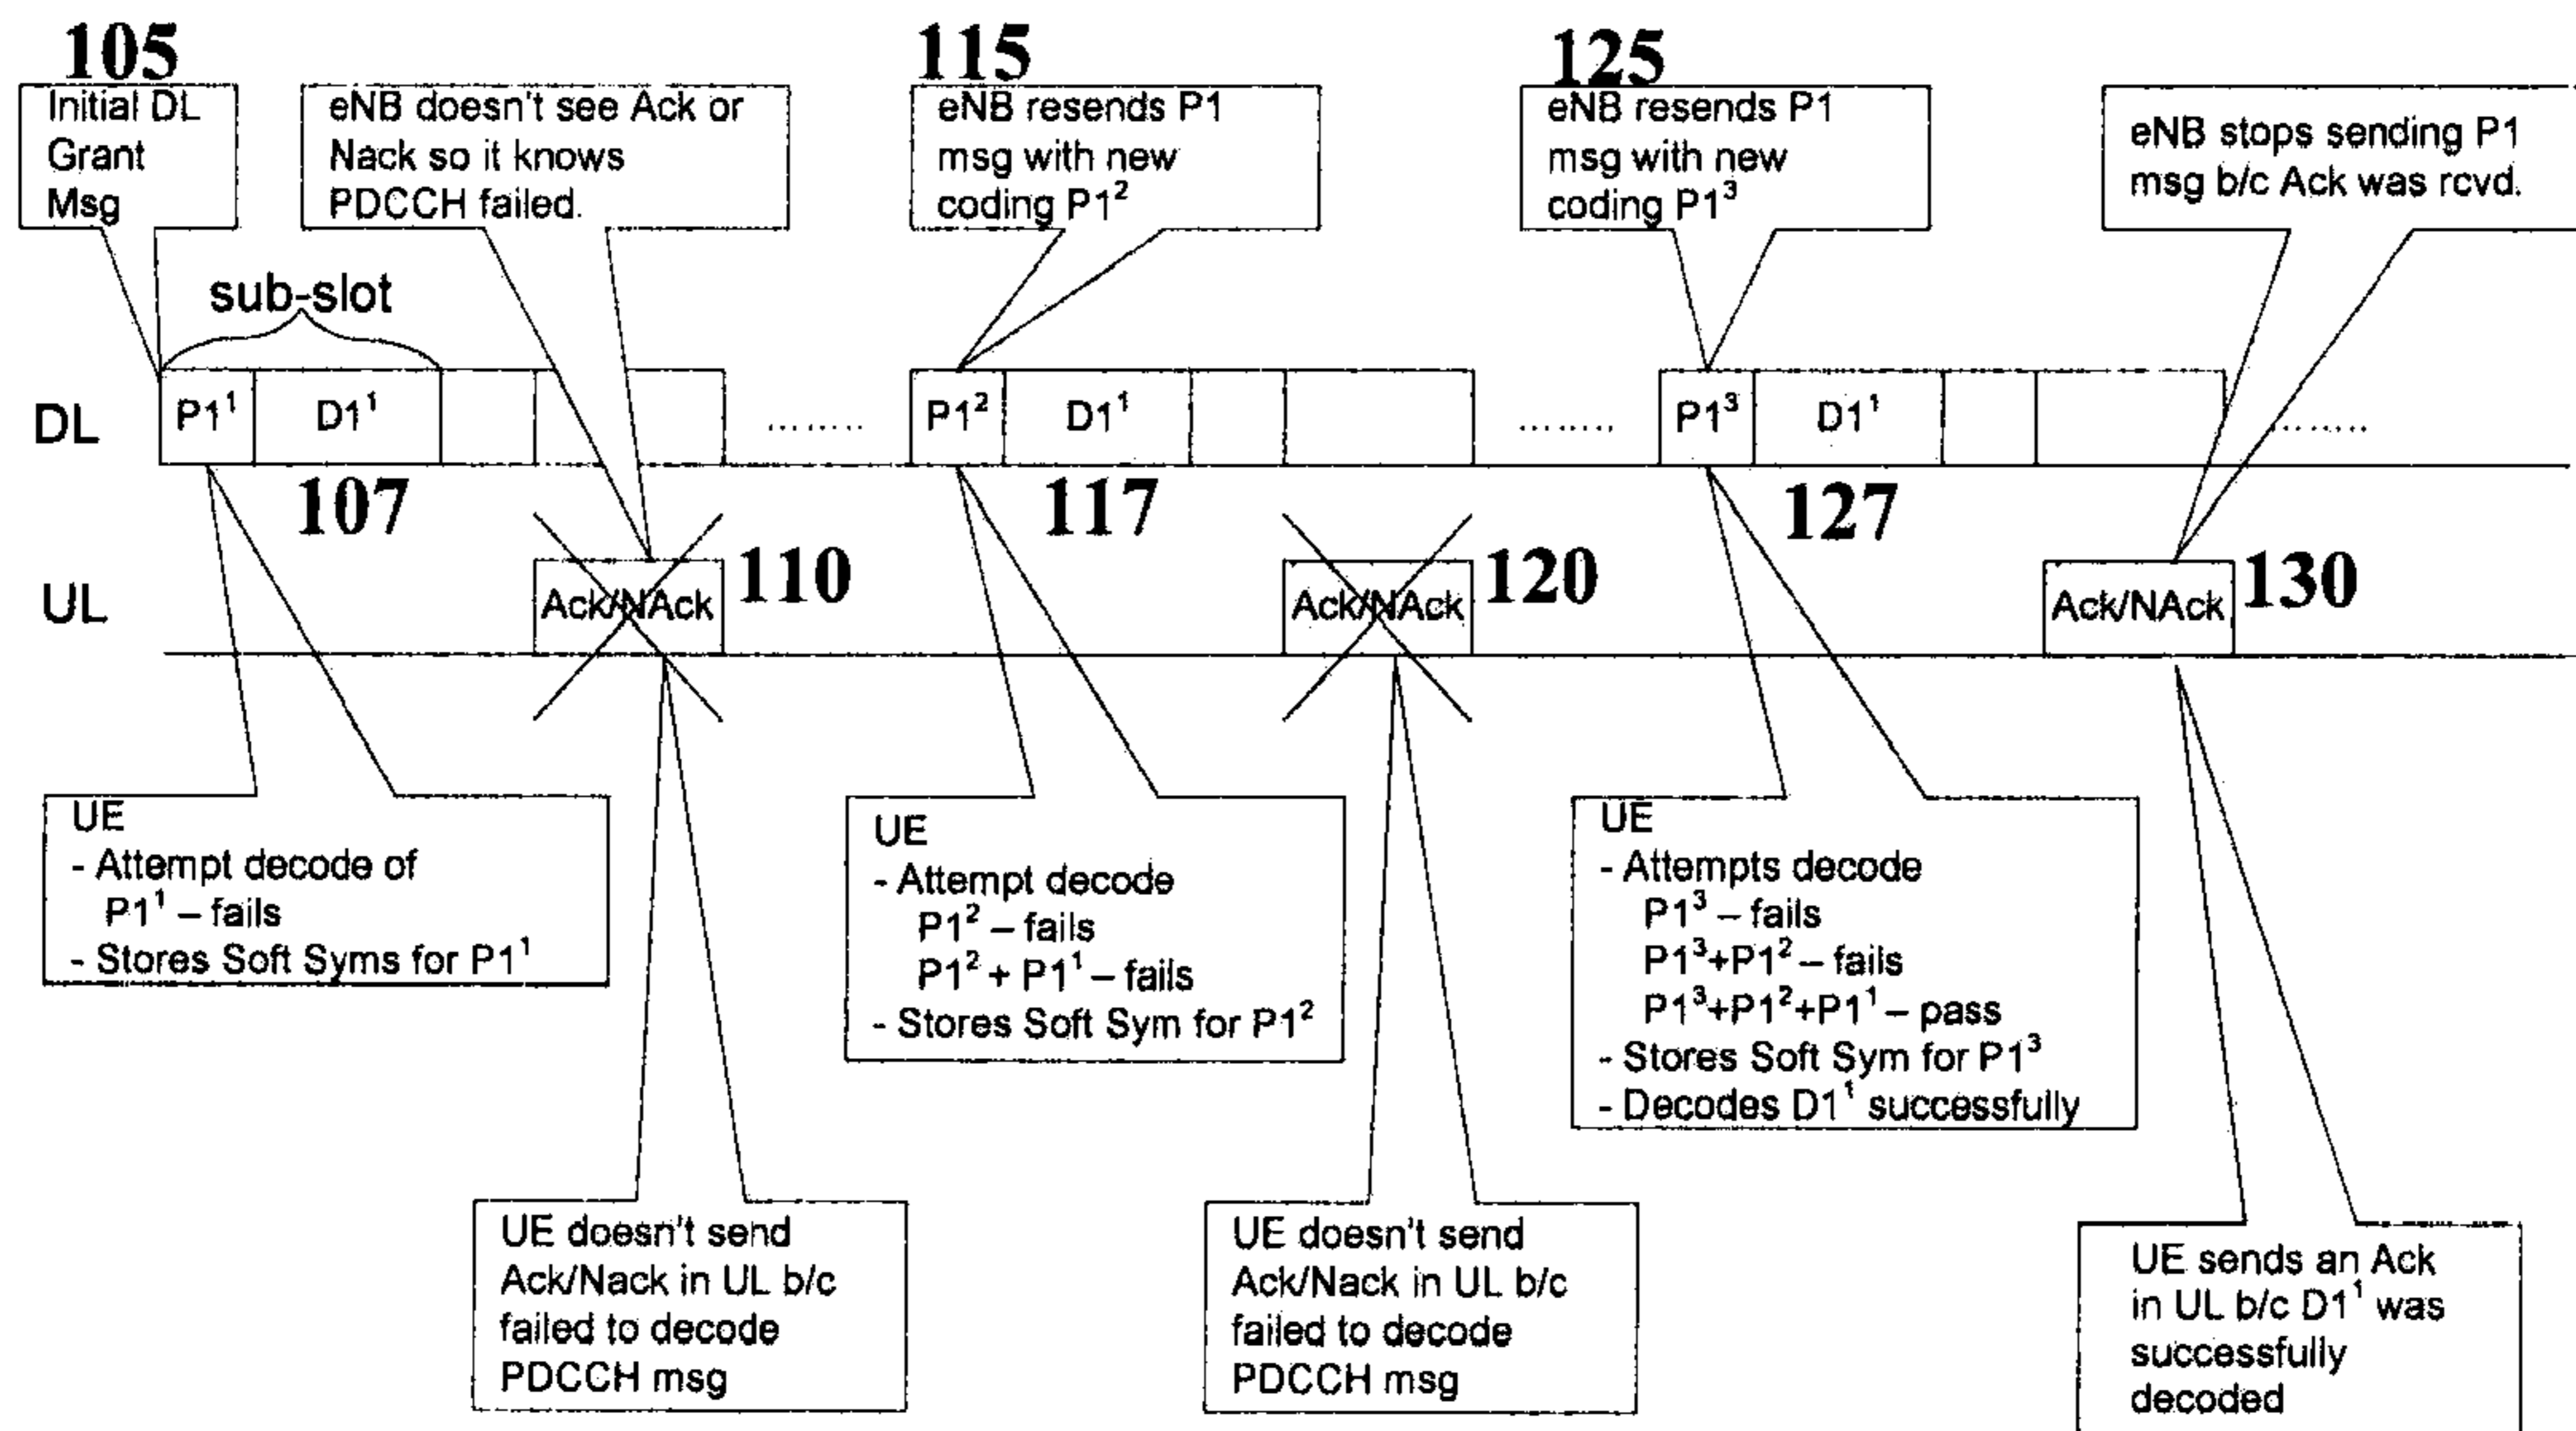 105
Initial DL
Grant
Msg
eNB doesn't see Ack or
Nack so it knows
PDCCH failed.
115
eNB resends P1
msg with new
coding P1²
125
eNB resends P1
msg with new
coding P1³
eNB stops sending P1
msg b/c Ack was rcvd.
sub-slot
DL
P1¹
D1¹
........
P1²
D1¹
........
P1³
D1¹
........
107
117
127
UL
Ack/NAck
110
Ack/NAck
120
Ack/NAck
130
UE
- Attempt decode of
P1¹ – fails
- Stores Soft Syms for P1¹
UE
- Attempt decode
P1² – fails
P1² + P1¹ – fails
- Stores Soft Sym for P1²
UE
- Attempts decode
P1³ – fails
P1³+P1² – fails
P1³+P1²+P1¹ – pass
- Stores Soft Sym for P1³
- Decodes D1¹ successfully
UE doesn't send
Ack/Nack in UL b/c
failed to decode
PDCCH msg
UE doesn't send
Ack/Nack in UL b/c
failed to decode
PDCCH msg
UE sends an Ack
in UL b/c D1¹ was
successfully
decoded